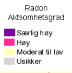 Radon
Aktsomhetsgrad
Særlig høy
Høy
Moderat til lav
Usikker